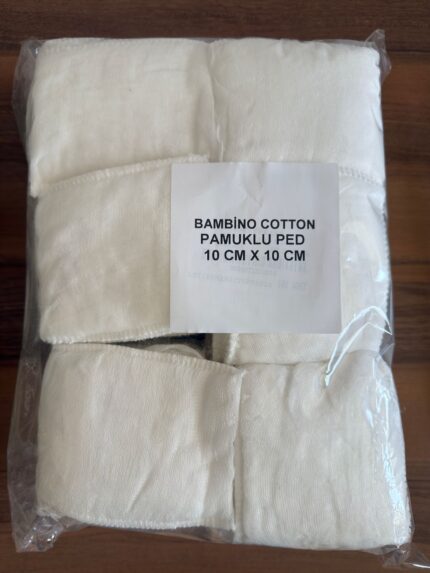 BAMBİNO COTTON
PAMUKLU PED
10 CM X 10 CM